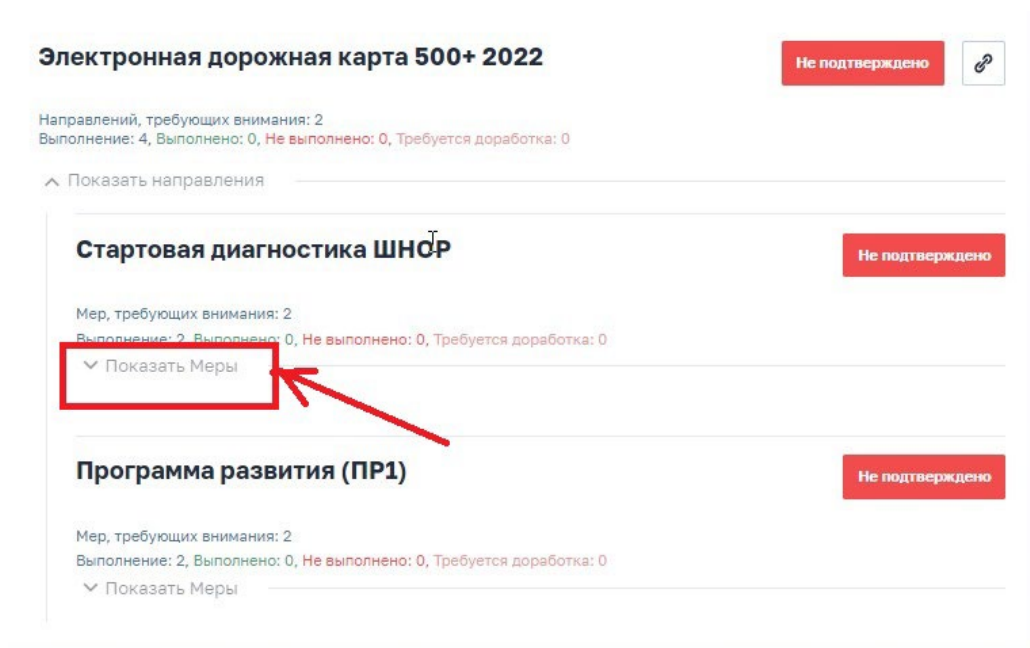 Электронная дорожная карта 500+ 2022
Не подтверждено
Направлений, требующих внимания: 2
Выполнение: 4, Выполнено: 0, Не выполнено: 0, Требуется доработка: 0
Показать направления
Стартовая диагностика ШНОР
Не подтверждено
Мер, требующих внимания: 2
Выполнение: 2, Выполнено: 0, Не выполнено: 0, Требуется доработка: 0
Показать Меры
Программа развития (ПР1)
Не подтверждено
Мер, требующих внимания: 2
Выполнение: 2, Выполнено: 0, Не выполнено: 0, Требуется доработка: 0
Показать Меры